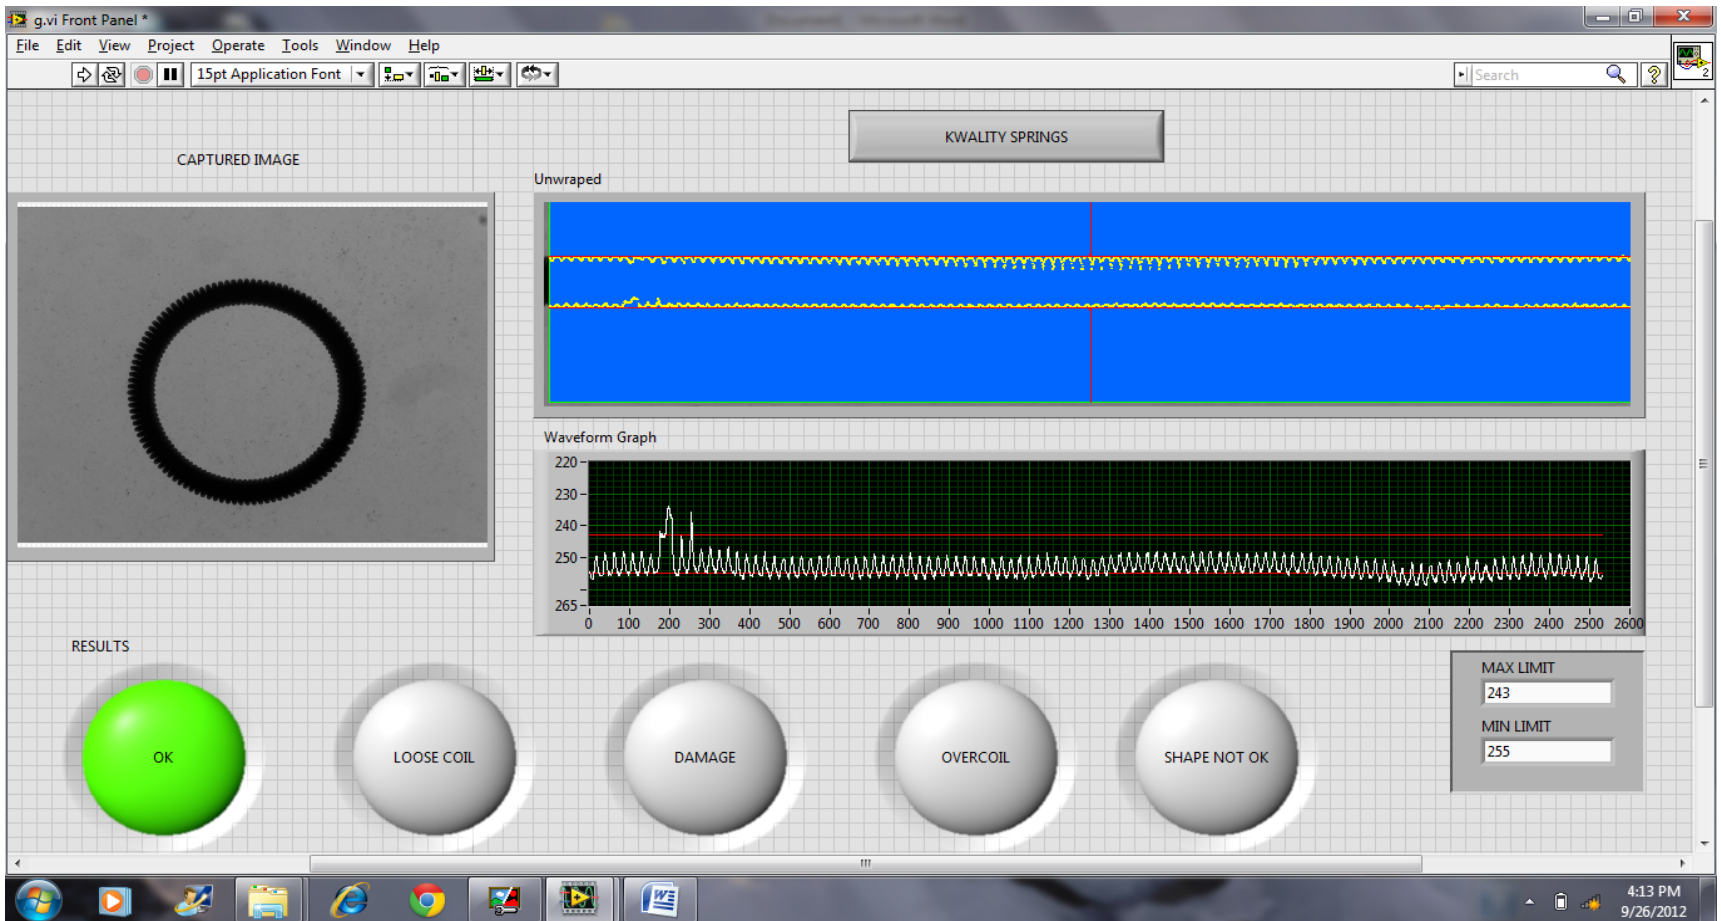 g.vi Front Panel *
File Edit View Project Operate Tools Window Help
15pt Application Font
Search
2
KWALITY SPRINGS
CAPTURED IMAGE
Unwraped
Waveform Graph
220
230
240
250
265
0 100 200 300 400 500 600 700 800 900 1000 1100 1200 1300 1400 1500 1600 1700 1800 1900 2000 2100 2200 2300 2400 2500 2600
RESULTS
OK
LOOSE COIL
DAMAGE
OVERCOIL
SHAPE NOT OK
MAX LIMIT
243
MIN LIMIT
255
4:13 PM
9/26/2012